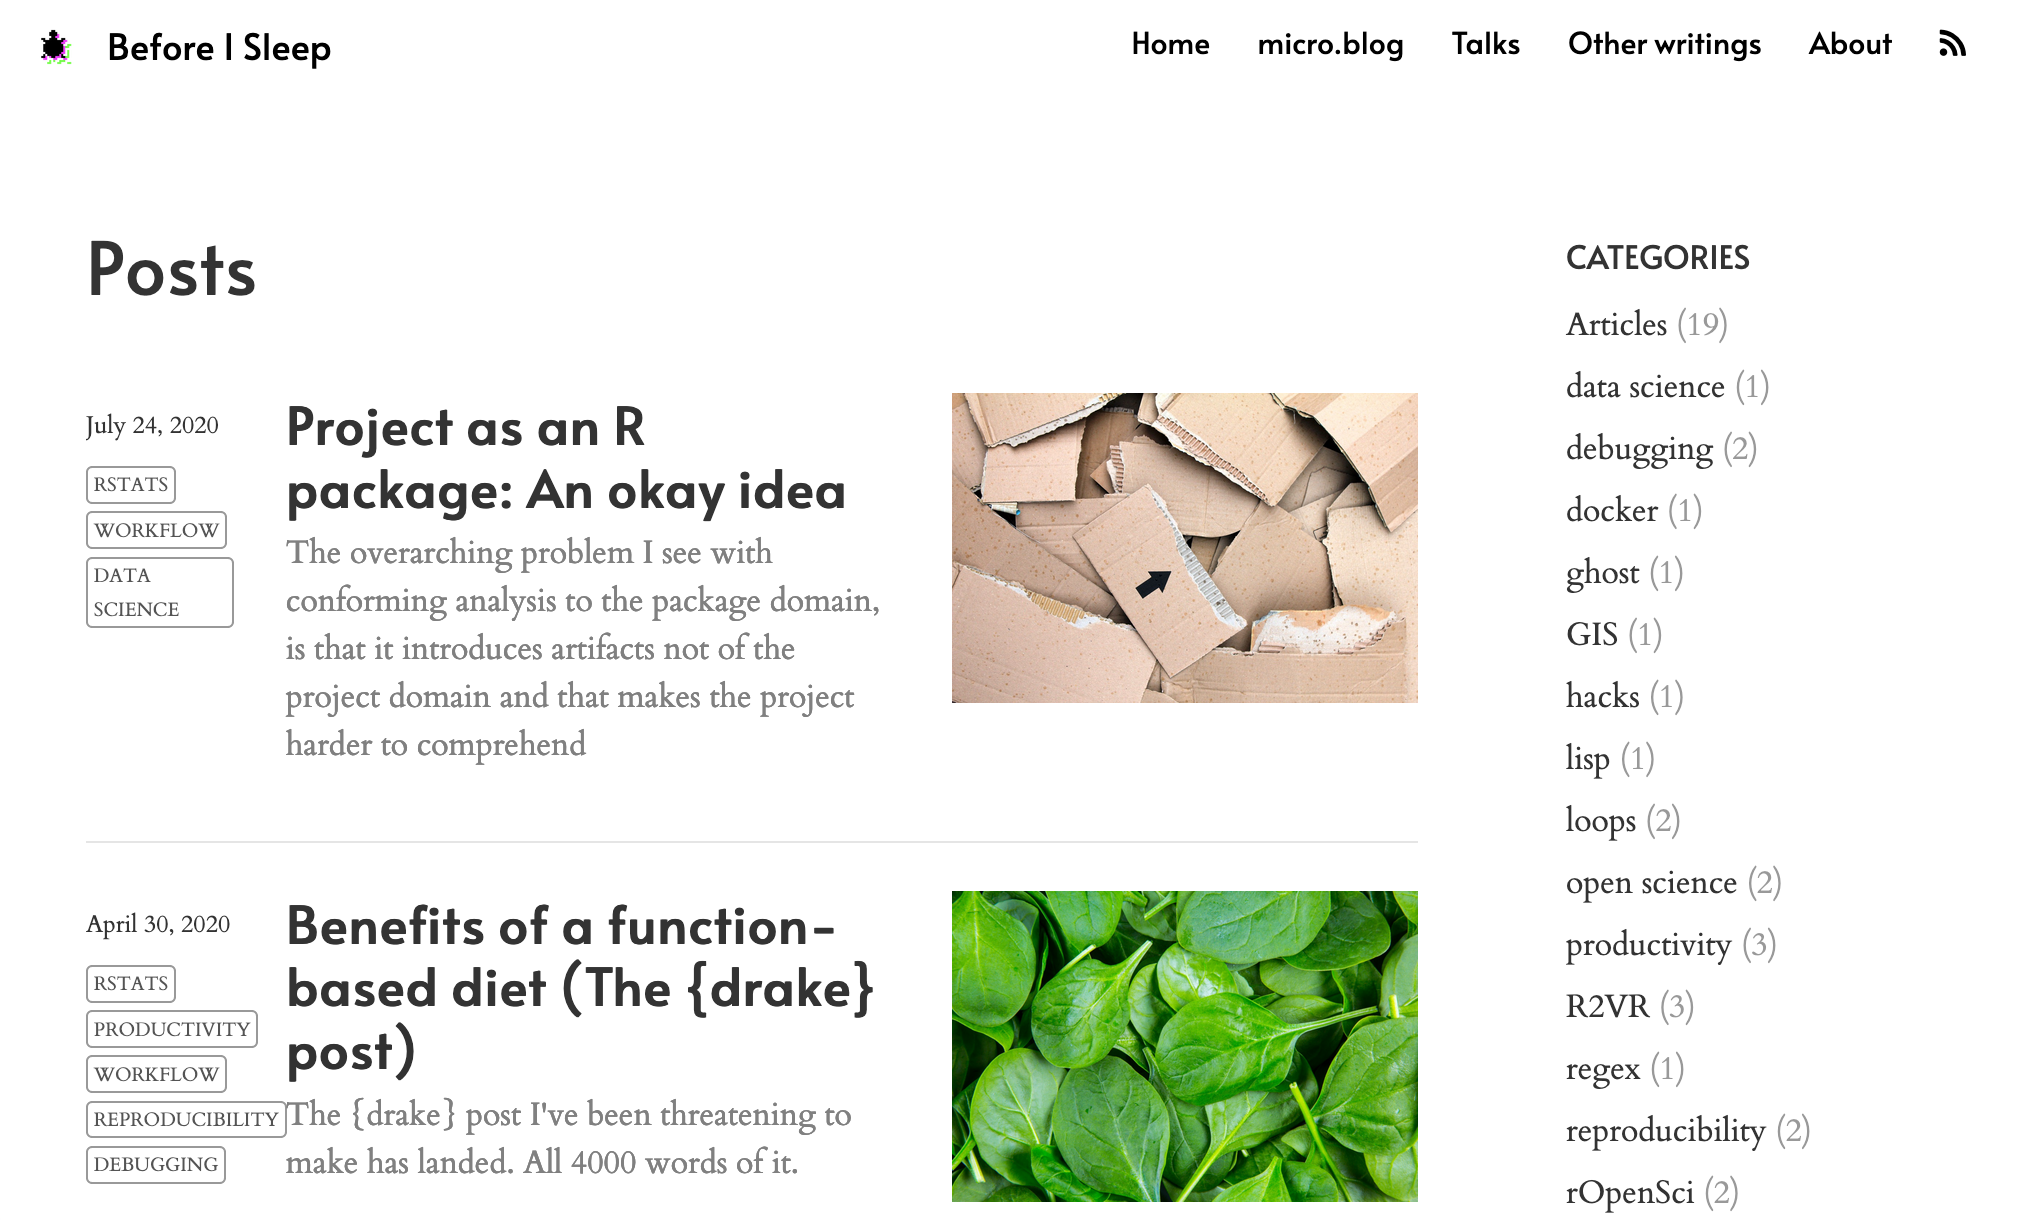 Before I Sleep
Home micro.blog Talks Other writings About
Posts
July 24, 2020
RSTATS
WORKFLOW
DATA
SCIENCE
Project as an R
package: An okay idea
The overarching problem I see with
conforming analysis to the package domain,
is that it introduces artifacts not of the
project domain and that makes the project
harder to comprehend
April 30, 2020
RSTATS
PRODUCTIVITY
WORKFLOW
REPRODUCIBILITY
DEBUGGING
Benefits of a function-
based diet (The {drake}
post)
The {drake} post I've been threatening to
make has landed. All 4000 words of it.
CATEGORIES
Articles (19)
data science (1)
debugging (2)
docker (1)
ghost (1)
GIS (1)
hacks (1)
lisp (1)
loops (2)
open science (2)
productivity (3)
R2VR (3)
regex (1)
reproducibility (2)
rOpenSci (2)